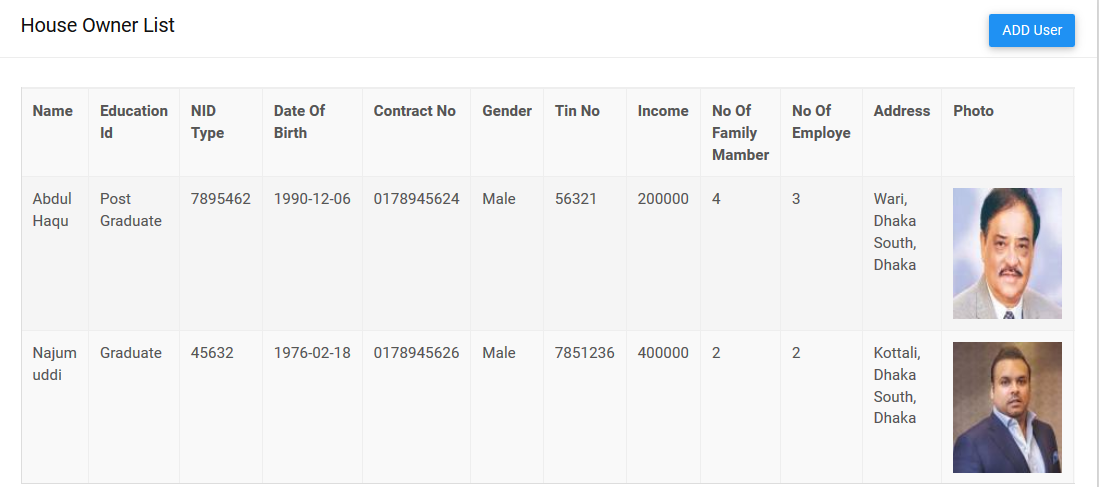 House Owner List
ADD User
Name Education Id NID Type Date Of Birth Contract No Gender Tin No Income No Of Family Mamber No Of Employe Address Photo
Abdul Haqu Post Graduate 7895462 1990-12-06 0178945624 Male 56321 200000 4 3 Wari, Dhaka South, Dhaka
Najum uddi Graduate 45632 1976-02-18 0178945626 Male 7851236 400000 2 2 Kottali, Dhaka South, Dhaka